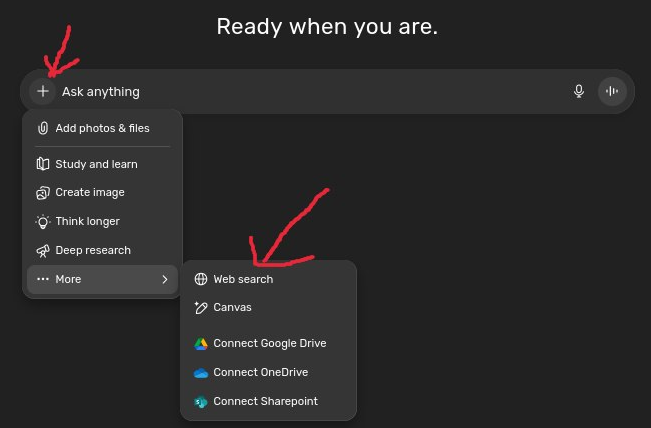 Ready when you are.
Ask anything
Add photos & files
Study and learn
Create image
Think longer
Deep research
More
Web search
Canvas
Connect Google Drive
Connect OneDrive
Connect Sharepoint